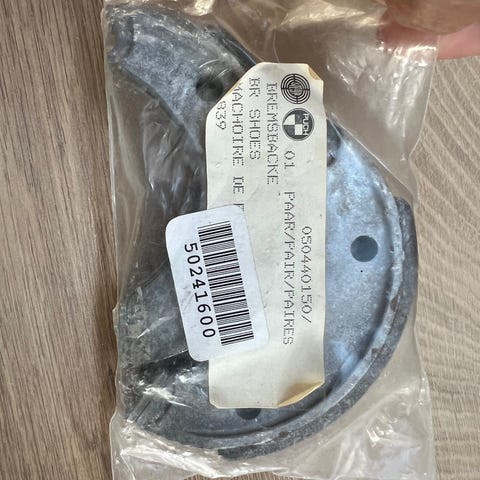 PUCH
050440150/
01 PAAR/PAIR/PAIRES
BREMSBACKE
BR SHOES
MACHOIRE DE
839
50241600